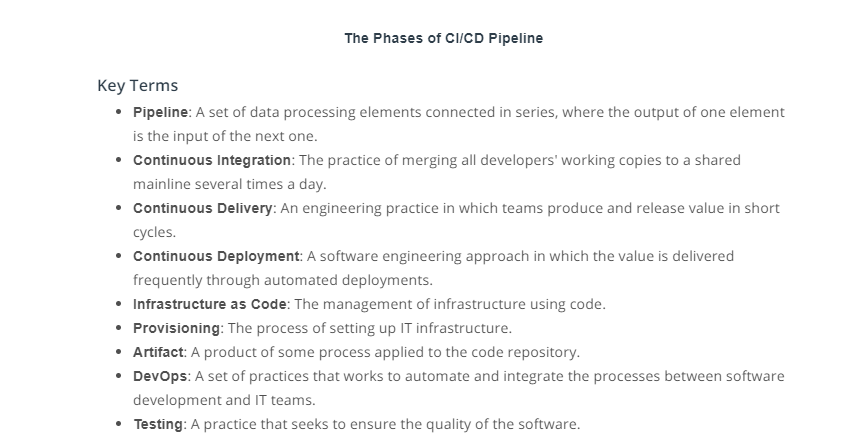 The Phases of CI/CD Pipeline
Key Terms
• Pipeline: A set of data processing elements connected in series, where the output of one element
is the input of the next one.
• Continuous Integration: The practice of merging all developers' working copies to a shared
mainline several times a day.
• Continuous Delivery: An engineering practice in which teams produce and release value in short
cycles.
• Continuous Deployment: A software engineering approach in which the value is delivered
frequently through automated deployments.
• Infrastructure as Code: The management of infrastructure using code.
• Provisioning: The process of setting up IT infrastructure.
• Artifact: A product of some process applied to the code repository.
• DevOps: A set of practices that works to automate and integrate the processes between software
development and IT teams.
• Testing: A practice that seeks to ensure the quality of the software.